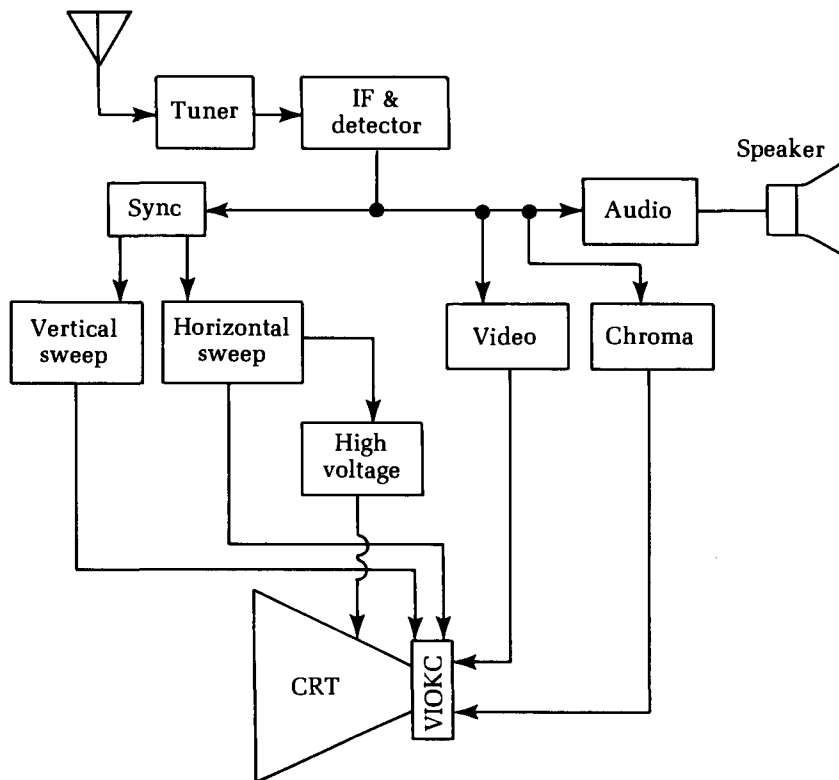 Tuner
IF &
detector
Speaker
Sync
Audio
Vertical
sweep
Horizontal
sweep
Video
Chroma
High
voltage
CRT
VIOKC